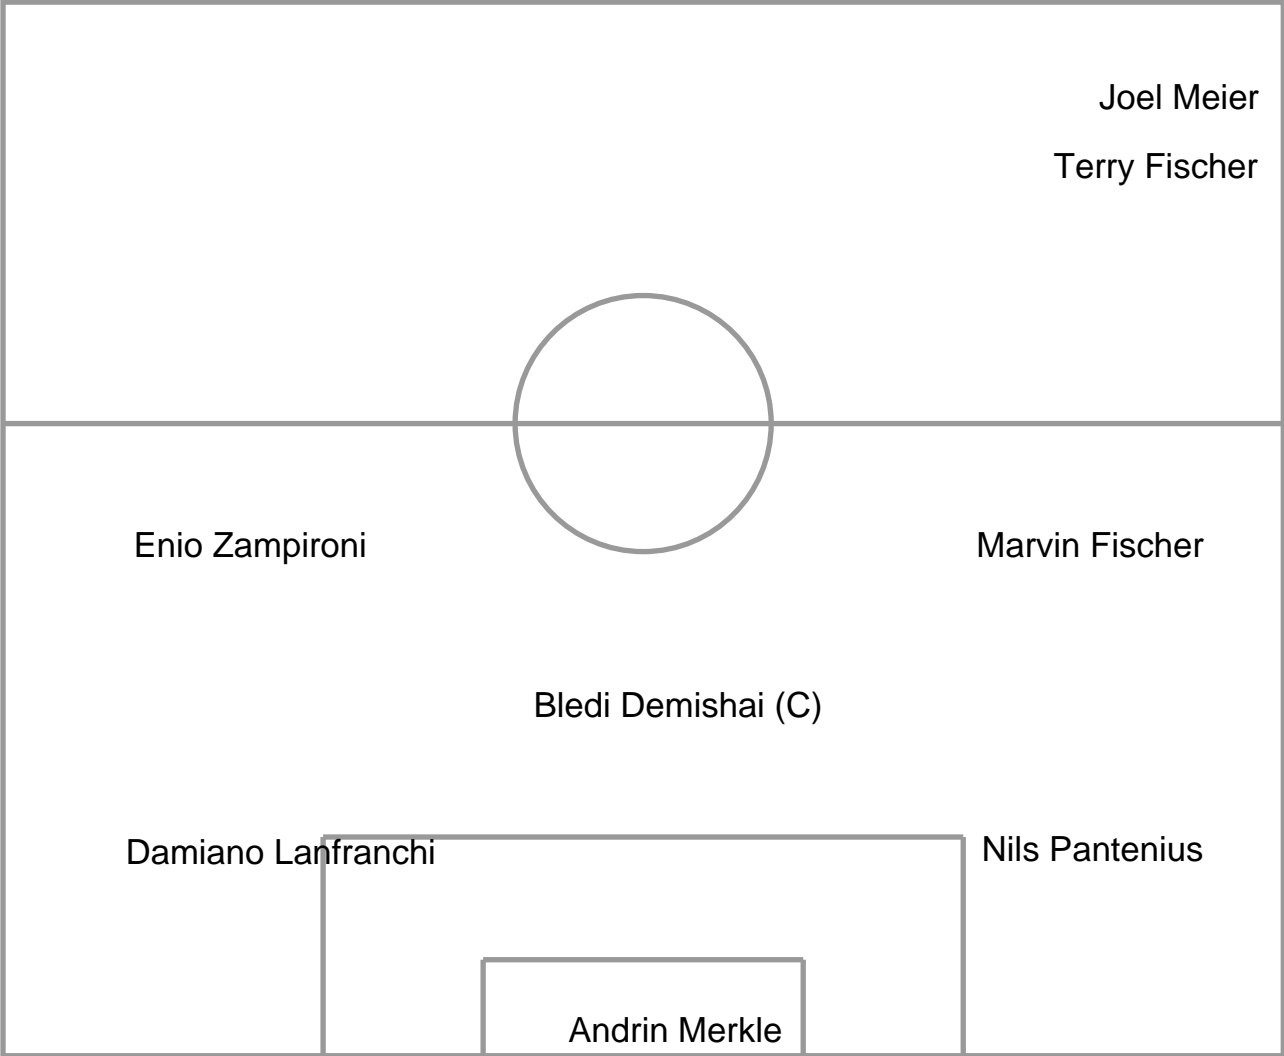 Joel Meier
Terry Fischer
Enio Zampironi
Marvin Fischer
Bledi Demishai (C)
Damiano Lanfranchi
Nils Pantenius
Andrin Merkle